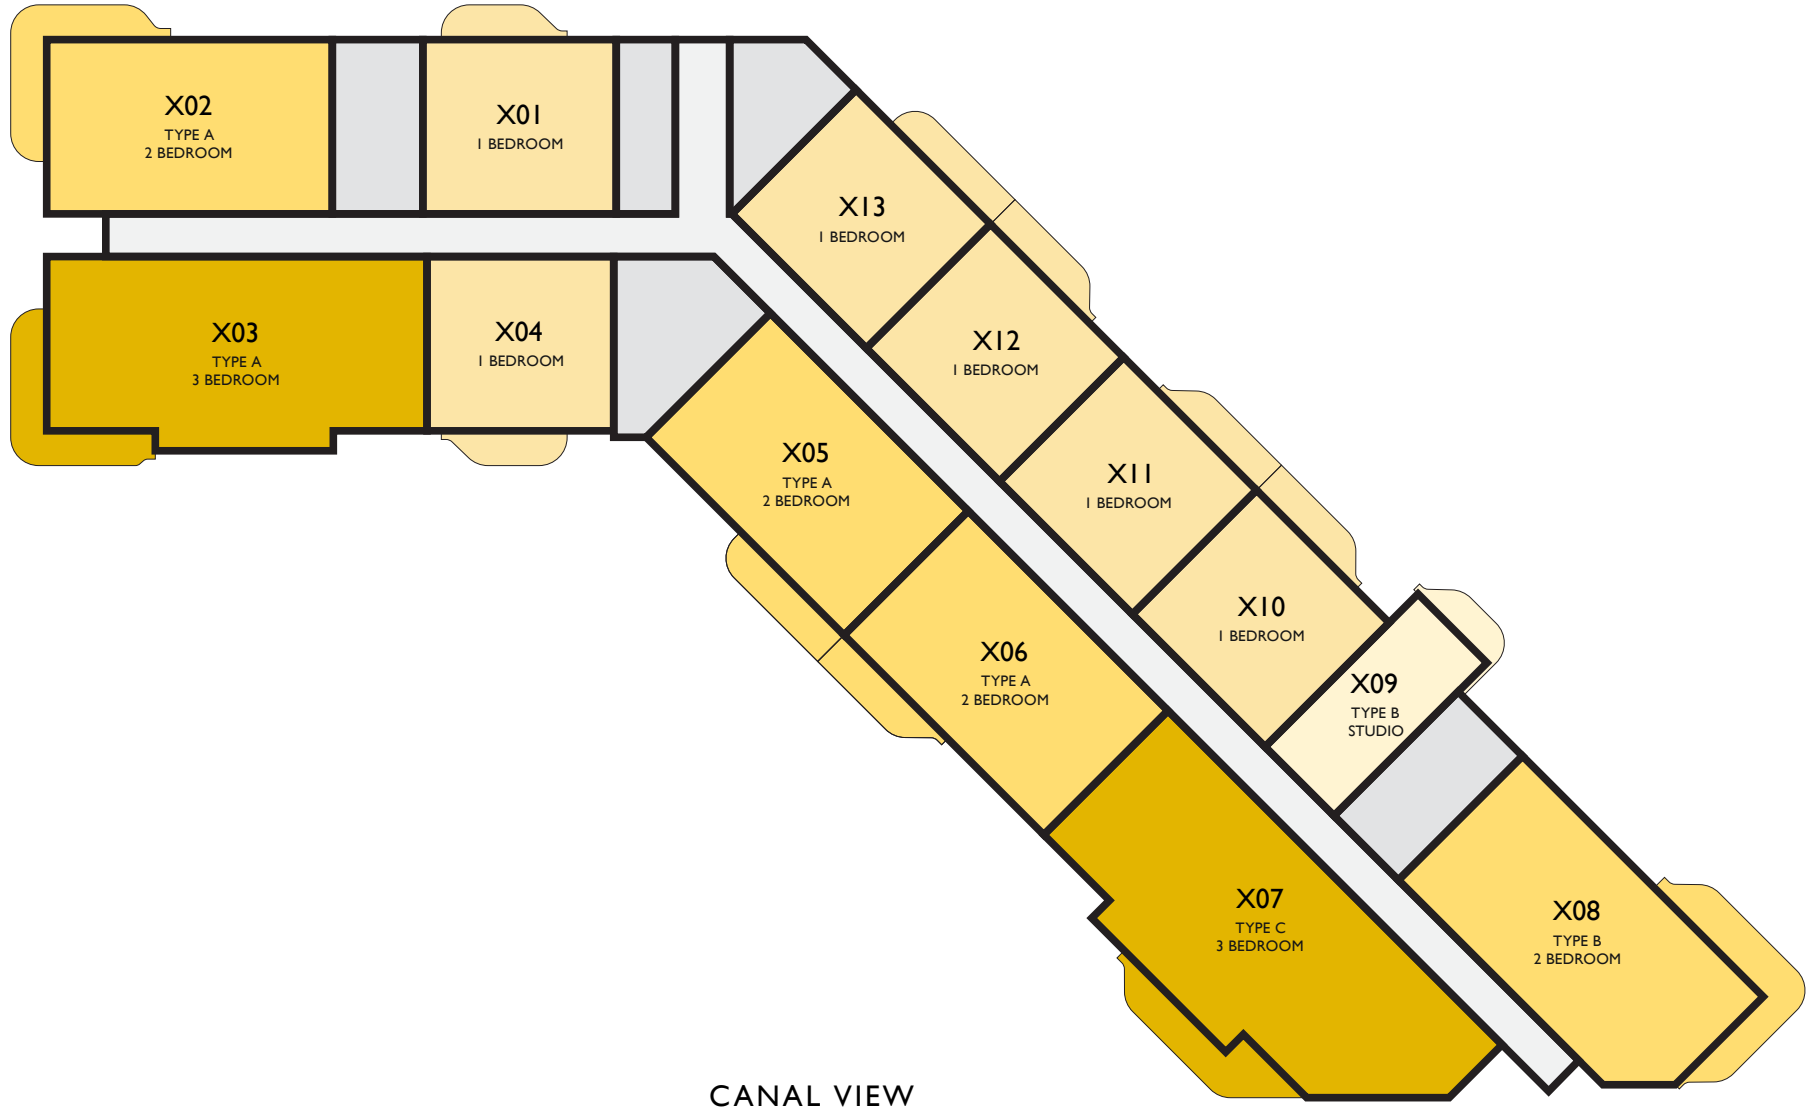 X02
TYPE A
2 BEDROOM
X01
1 BEDROOM
X13
1 BEDROOM
X03
TYPE A
3 BEDROOM
X04
1 BEDROOM
X12
1 BEDROOM
X05
TYPE A
2 BEDROOM
X11
1 BEDROOM
X06
TYPE A
2 BEDROOM
X10
1 BEDROOM
X09
TYPE B
STUDIO
X07
TYPE C
3 BEDROOM
X08
TYPE B
2 BEDROOM
CANAL VIEW